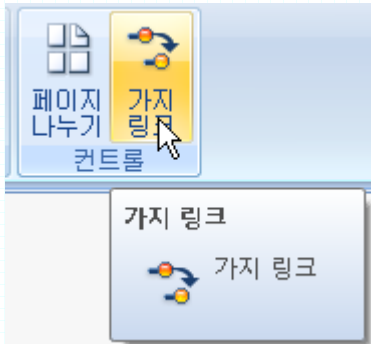 페이지
나누기
가지
링크
컨트롤
가지 링크
가지 링크